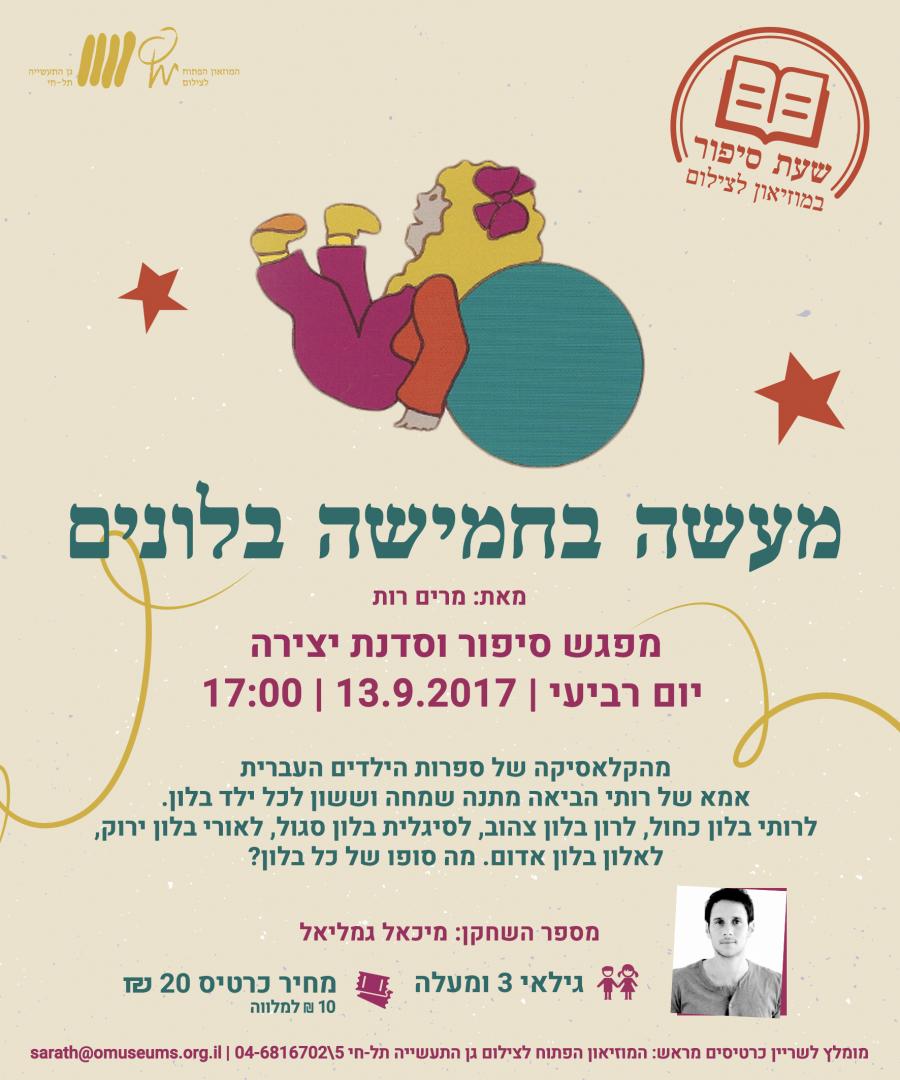 המוזיאון הפתוח לצילום
גן התעשייה תל-חי
שעת סיפור
במוזיאון לצילום
מעשה בחמישה בלונים
מאת: מרים רות
מפגש סיפור וסדנת יצירה
יום רביעי | 13.9.2017 | 17:00
מהקלאסיקה של ספרות הילדים העברית
אמא של רותי הביאה מתנה שמחה וששון לכל ילד בלון.
לרותי בלון כחול, לרון בלון צהוב, לסיגלית בלון סגול, לאורי בלון ירוק,
לאלון בלון אדום. מה סופו של כל בלון?
מספר השחקן: מיכאל גמליאל
גילאי 3 ומעלה
מחיר כרטיס 20 ₪
10 ₪ למלווה
מומלץ לשריין כרטיסים מראש: המוזיאון הפתוח לצילום גן התעשייה תל-חי 04-6816702\5 | sarath@omuseums.org.il